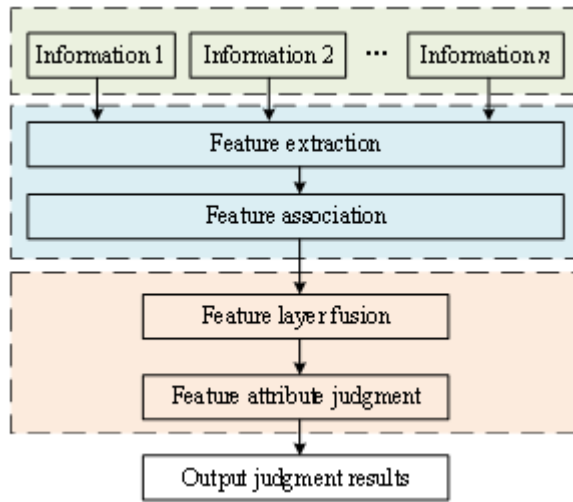 Information 1 Information 2 ... Information n
Feature extraction
Feature association
Feature layer fusion
Feature attribute judgment
Output judgment results